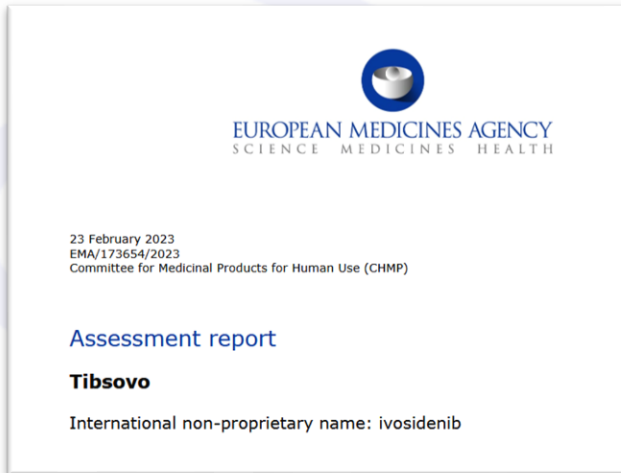 EUROPEAN MEDICINES AGENCY
SCIENCE MEDICINES HEALTH
23 February 2023
EMA/173654/2023
Committee for Medicinal Products for Human Use (CHMP)
Assessment report
Tibsovo
International non-proprietary name: ivosidenib